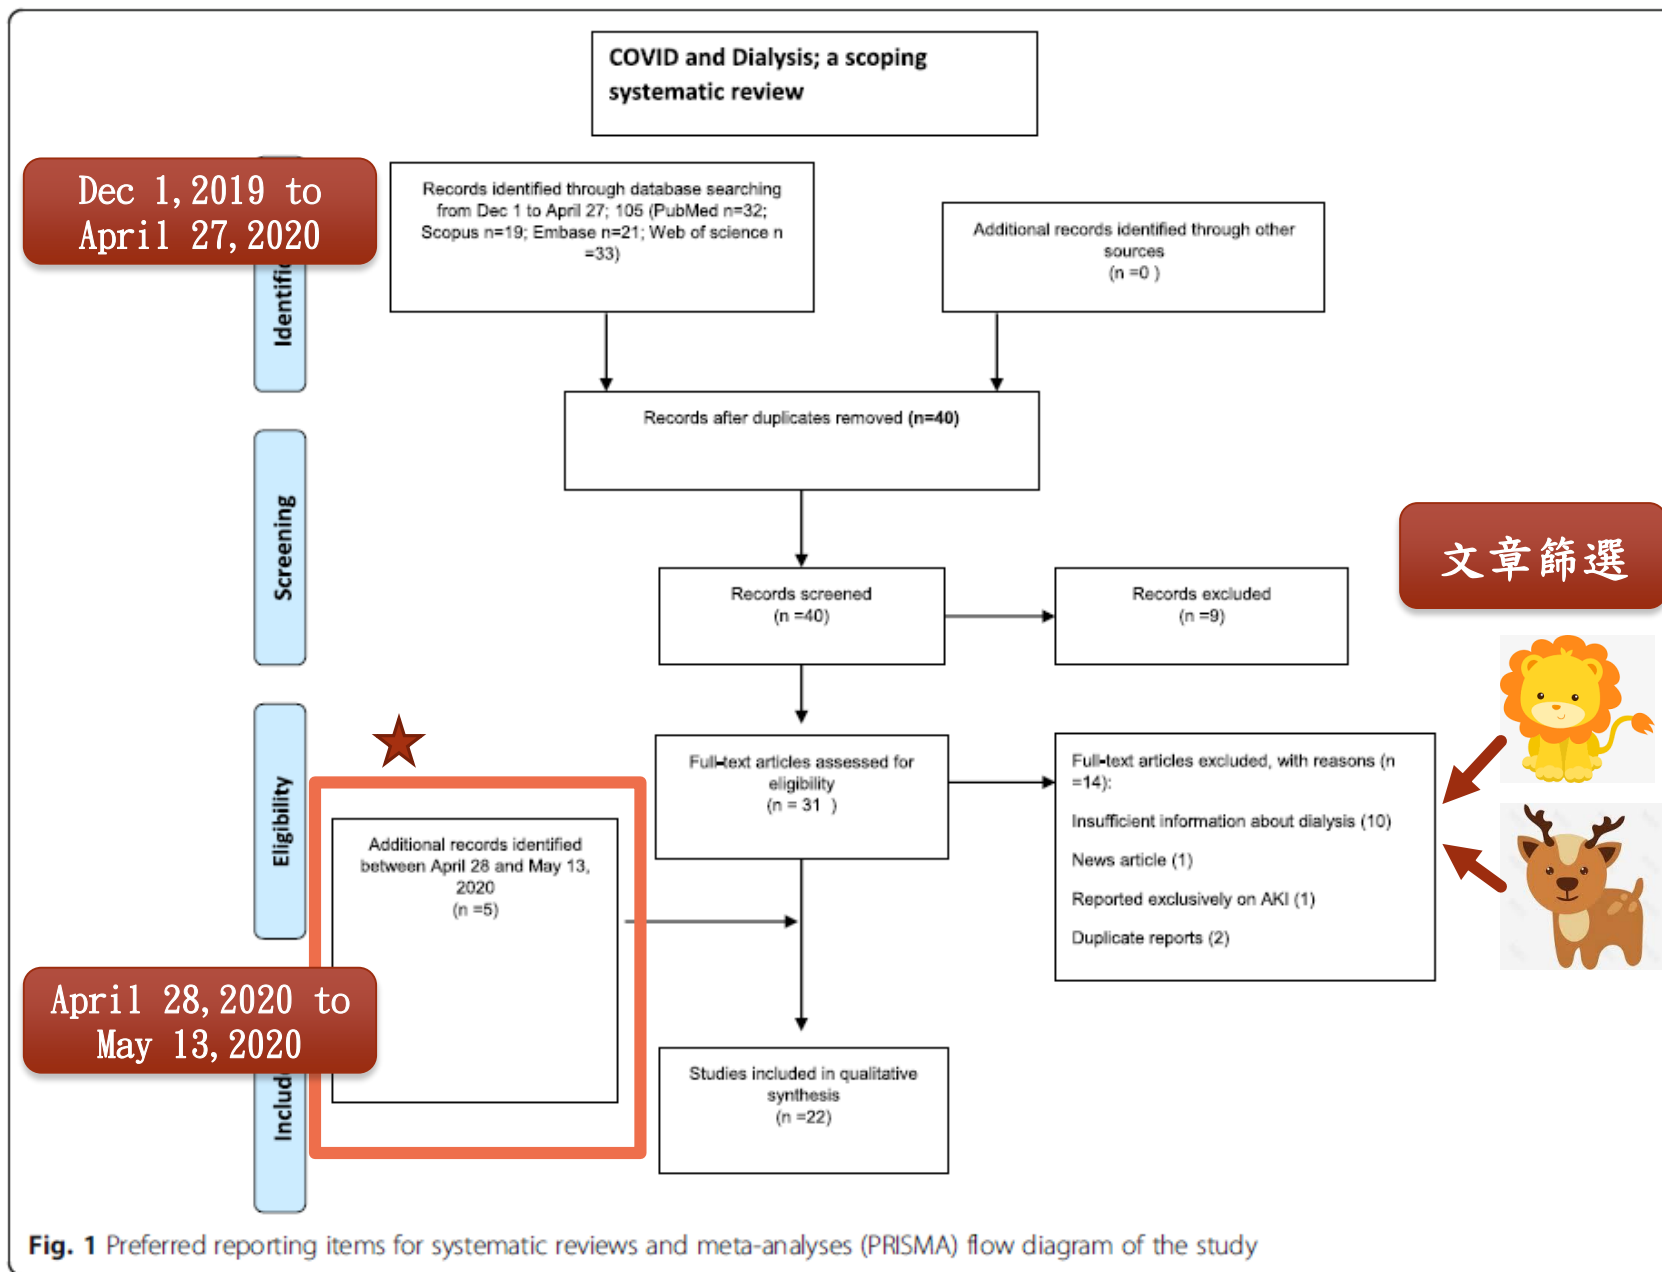 COVID and Dialysis; a scoping
systematic review
Dec 1,2019 to
April 27,2020
Records identified through database searching
from Dec 1 to April 27; 105 (PubMed n=32;
Scopus n=19; Embase n=21; Web of science n
=33)
Additional records identified through other
sources
(n =0 )
Identific
Records after duplicates removed (n=40)
Screening
Records screened
(n =40)
Records excluded
(n =9)
文章篩選
Eligibility
Full-text articles assessed for
eligibility
(n = 31 )
Full-text articles excluded, with reasons (n
=14):
Insufficient information about dialysis (10)
News article (1)
Reported exclusively on AKI (1)
Duplicate reports (2)
Additional records identified
between April 28 and May 13,
2020
(n =5)
April 28,2020 to
May 13,2020
Includ
Studies included in qualitative
synthesis
(n =22)
Fig. 1 Preferred reporting items for systematic reviews and meta-analyses (PRISMA) flow diagram of the study